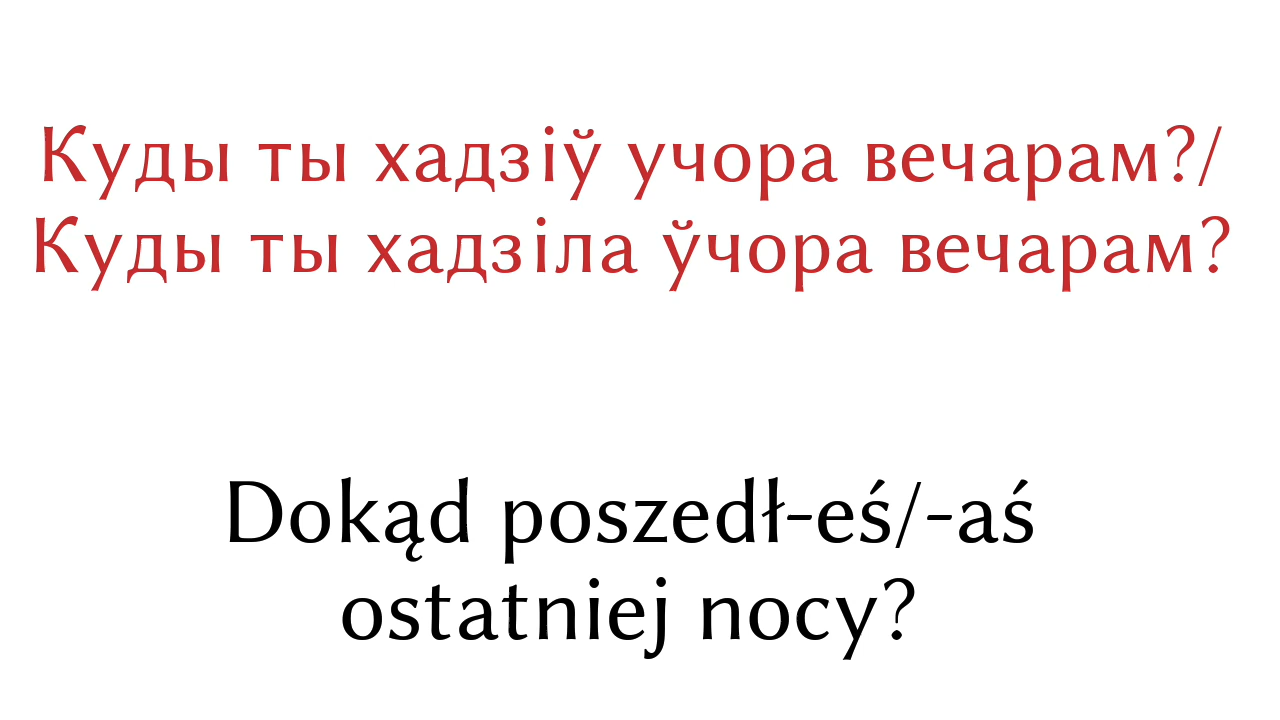 Куды ты хадзіў учора вечарам?/
Куды ты хадзіла ўчора вечарам?
Dokąd poszedł-eś/-aś
ostatniej nocy?